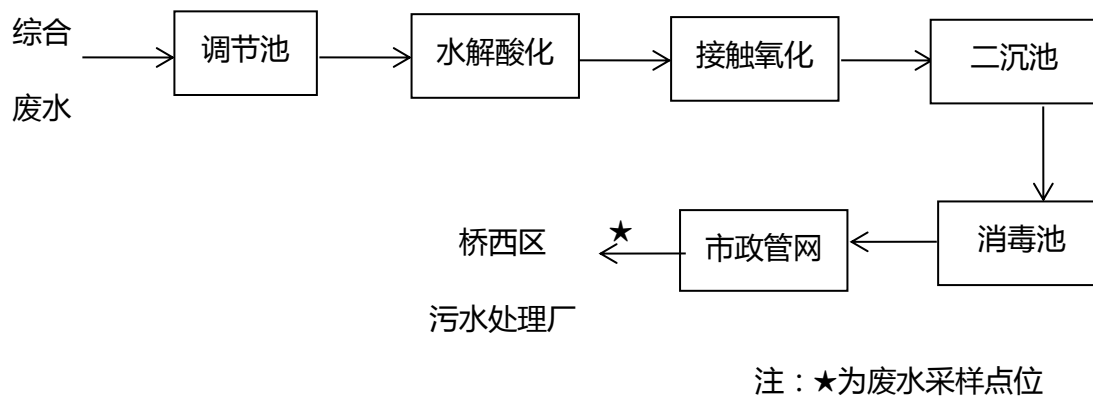 综合
废水
调节池
水解酸化
接触氧化
二沉池
消毒池
市政管网
★
桥西区
污水处理厂
注：★为废水采样点位